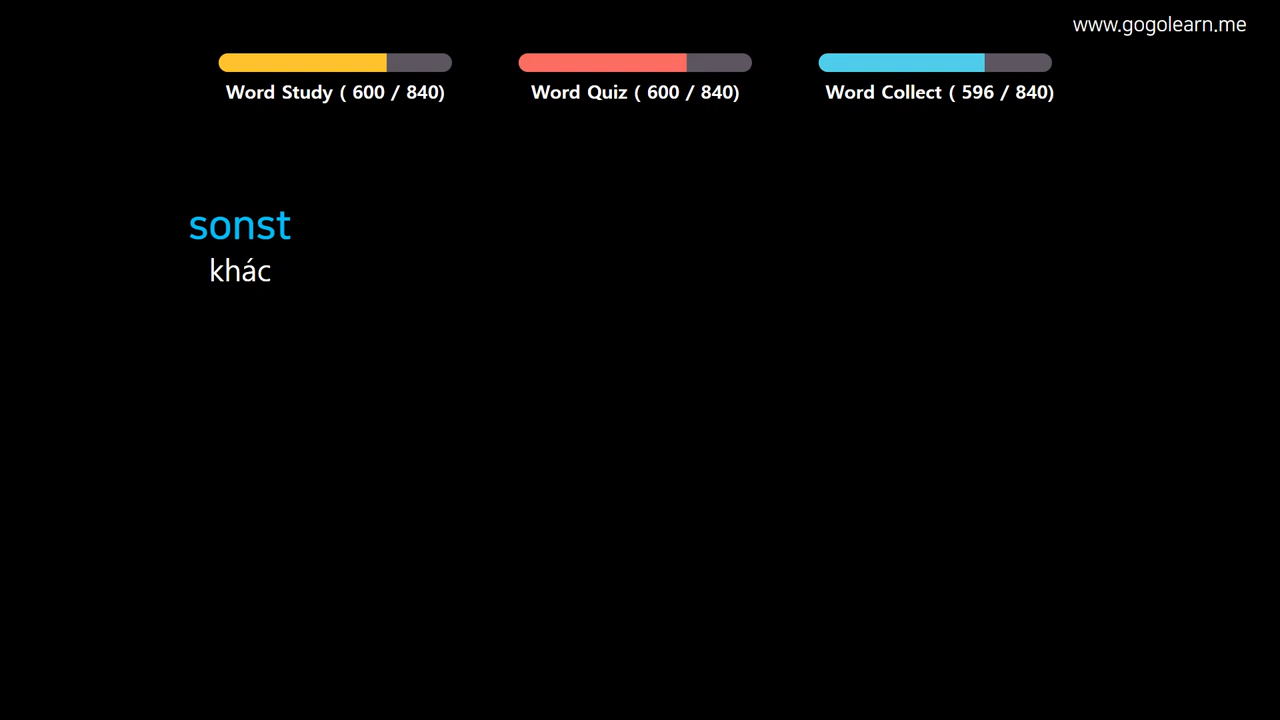 www.gogolearn.me
Word Study ( 600 / 840)
Word Quiz ( 600 / 840)
Word Collect ( 596 / 840)
sonst
khác